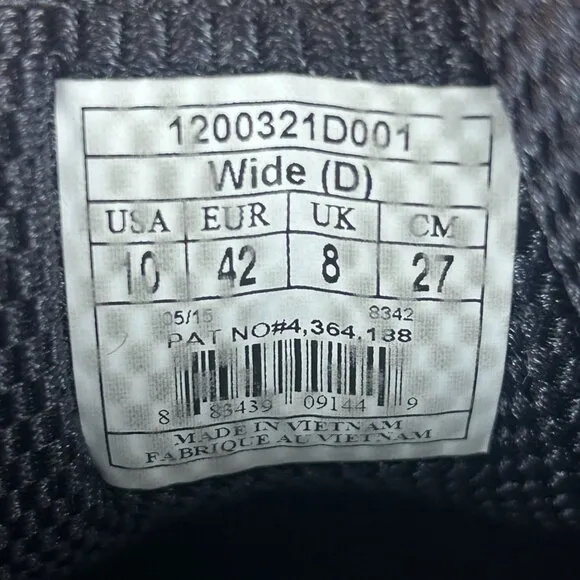 1200321D001
Wide (D)
USA EUR UK CM
10 42 8 27
05/15 8342
PAT NO#4,364,188
8 83439 09144 9
MADE IN VIETNAM
FABRIQUE AU VIETNAM